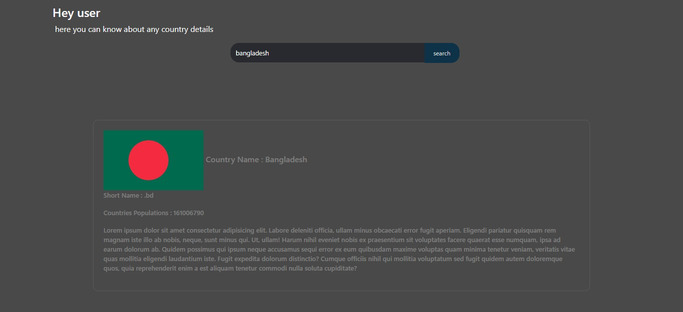 Hey user
here you can know about any country details
bangladesh
search
Country Name : Bangladesh
Short Name : .bd
Countries Populations : 161006790
Lorem ipsum dolor sit amet consectetur adipisicing elit. Labore deleniti officia, ullam minus obcaecati error fugit aperiam. Eligendi pariatur quisquam rem
magnam iste illo ab nobis, neque, sunt minus qui. Ut, ullam! Harum nihil eveniet nobis ex praesentium sit voluptates facere quaerat esse numquam, ipsa ad
earum dolorum ab. Quidem possimus qui ipsum neque accusamus sequi error ex eum quibusdam maxime voluptas quam minima tenetur veniam. veritatis vitae
quas mollitia eligendi laudantium iste. Fugit expedita dolorum distinctio? Cumque officiis nihil qui mollitia voluptatum sed fugit quidem autem doloremque
quos, quia reprehenderit enim a est aliquam tenetur commodi nulla soluta cupiditate?